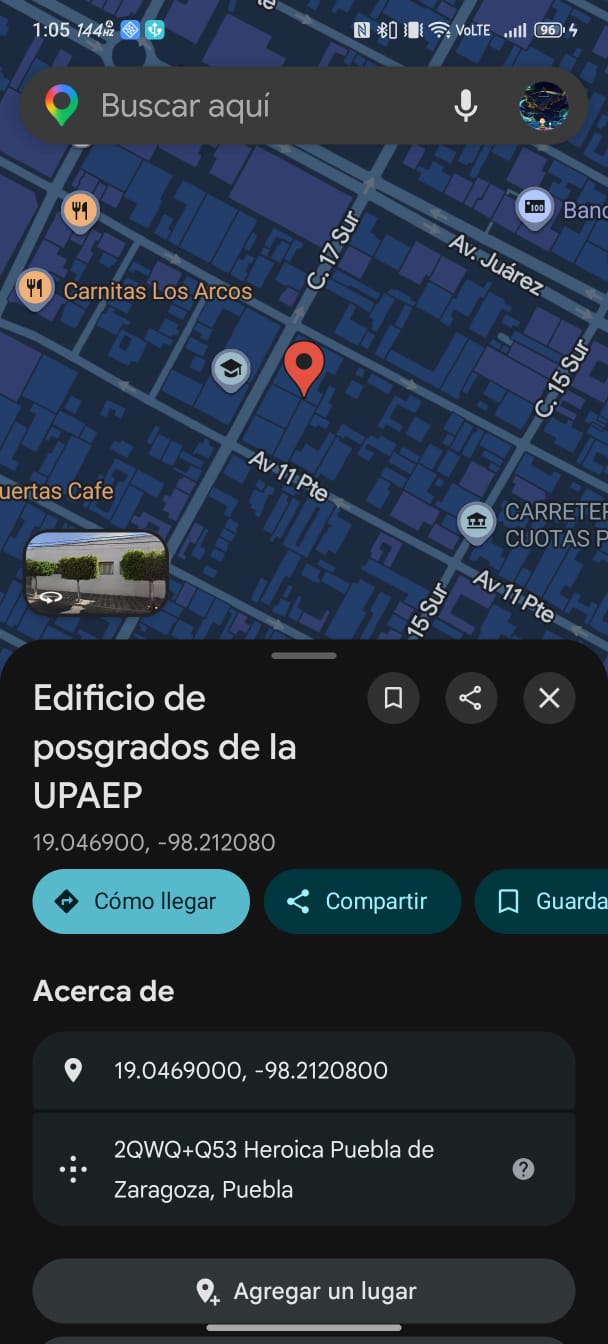 1:05 144Hz VoLTE 96
Buscar aquí
C. 17 Sur
Av. Juárez
Carnitas Los Arcos
C. 15 Sur
Av 11 Pte
uertas Cafe
CARRETER
CUOTAS P
Av 11 Pte
15 Sur
Edificio de
posgrados de la
UPAEP
19.046900, -98.212080
Cómo llegar
Compartir
Guarda
Acerca de
19.0469000, -98.2120800
2QWQ+Q53 Heroica Puebla de
Zaragoza, Puebla
Agregar un lugar